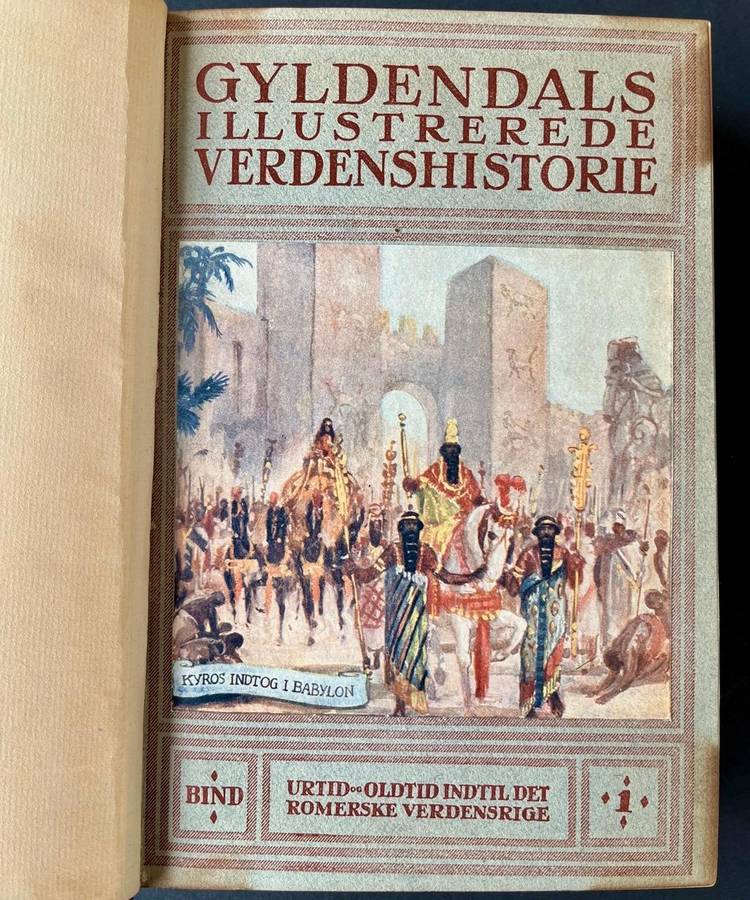 GYLDENDALS
ILLUSTREREDE
VERDENSHISTORIE
KYROS INDTOG I BABYLON
BIND
URTID OG OLDTID INDTIL DET
ROMERSKE VERDENSRIGE
1